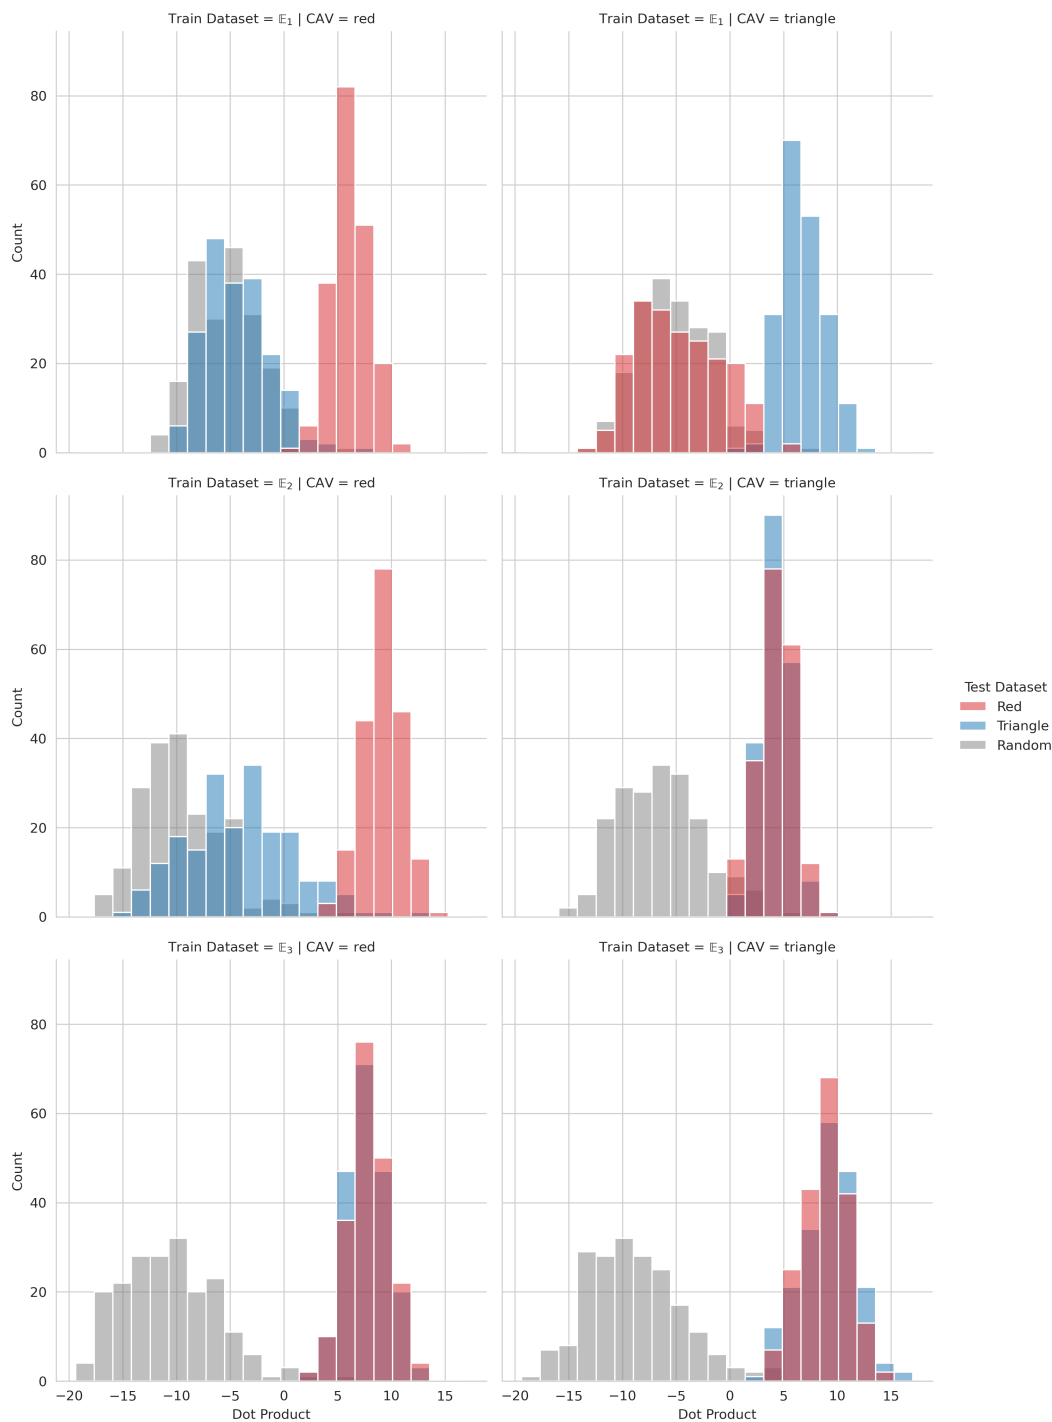 Train Dataset = 𝔼₁ | CAV = red
Train Dataset = 𝔼₁ | CAV = triangle
80
60
40
20
0
Count
Train Dataset = 𝔼₂ | CAV = red
Train Dataset = 𝔼₂ | CAV = triangle
80
60
40
20
0
Count
Test Dataset
Red
Triangle
Random
Train Dataset = 𝔼₃ | CAV = red
Train Dataset = 𝔼₃ | CAV = triangle
80
60
40
20
0
Count
−20 −15 −10 −5 0 5 10 15
Dot Product
−20 −15 −10 −5 0 5 10 15
Dot Product